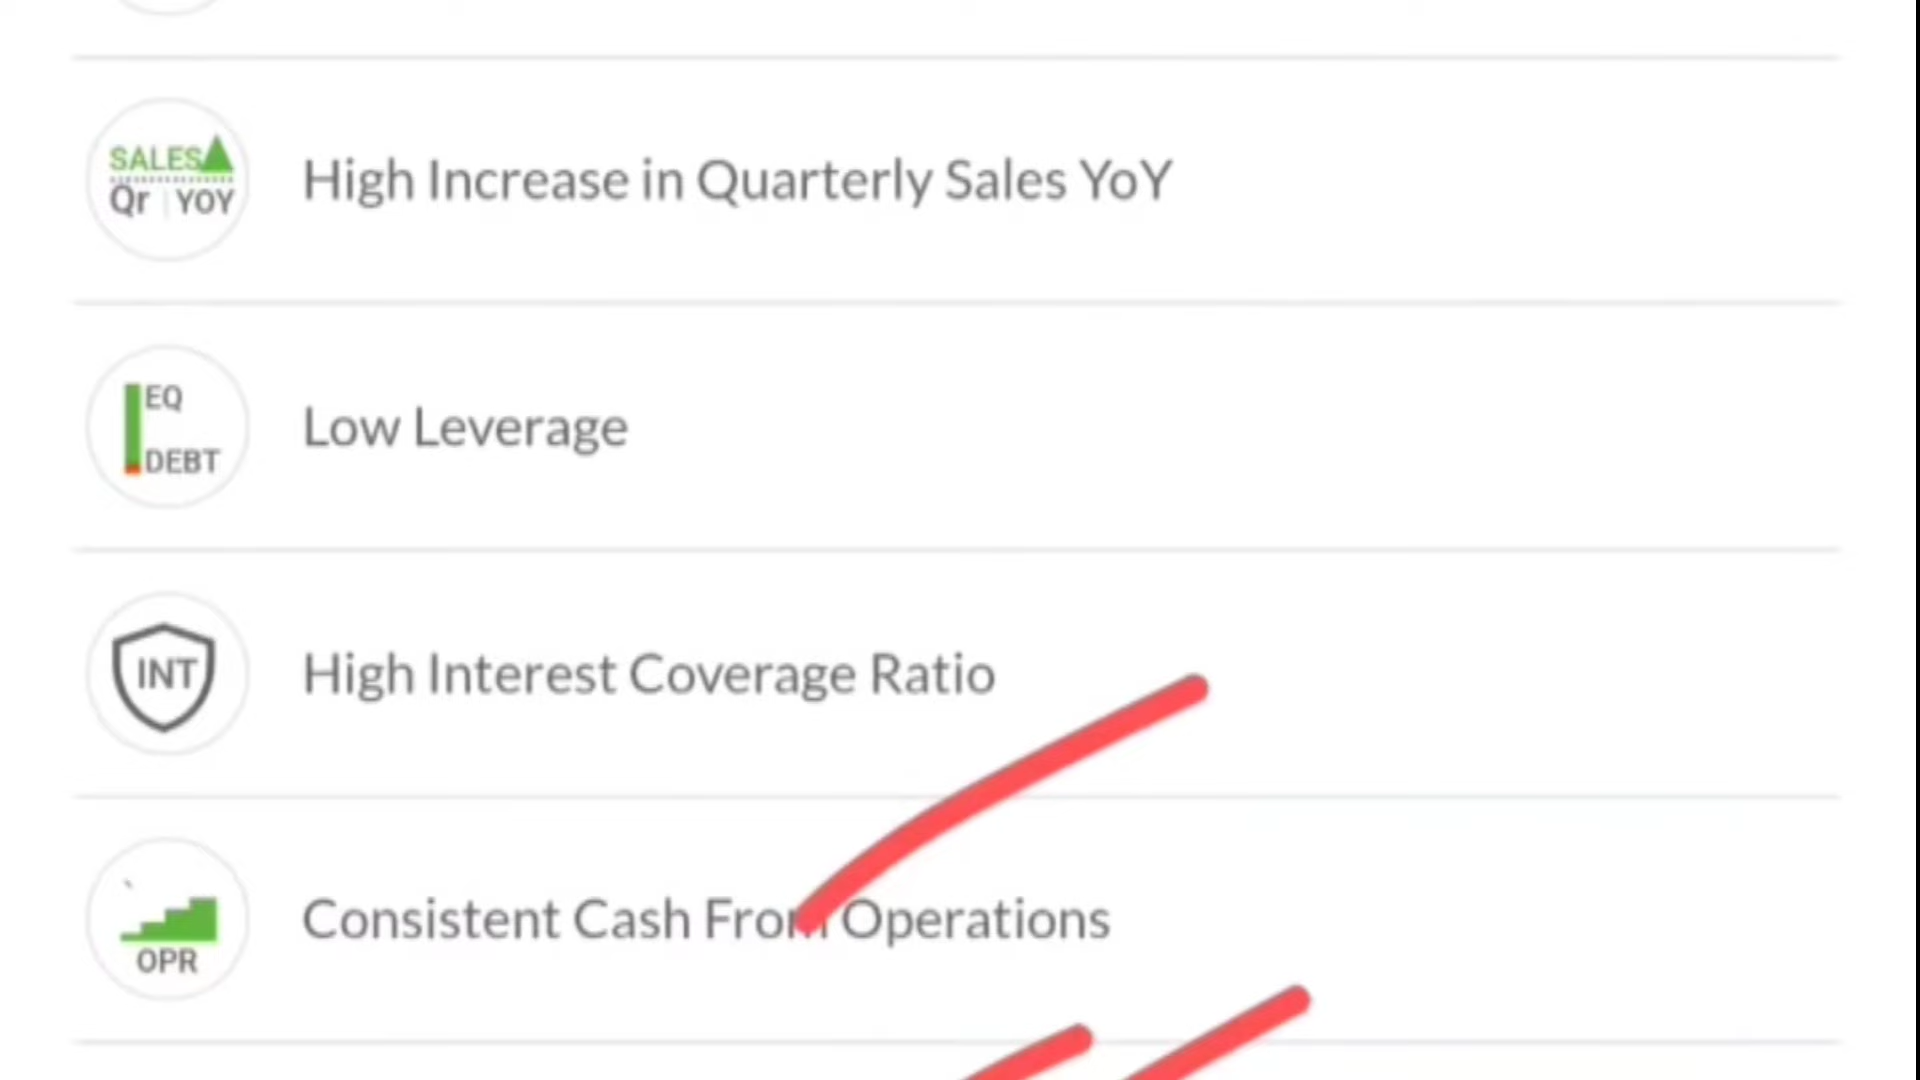 SALES
Qr YOY
High Increase in Quarterly Sales YoY
EQ
DEBT
Low Leverage
INT
High Interest Coverage Ratio
OPR
Consistent Cash From Operations